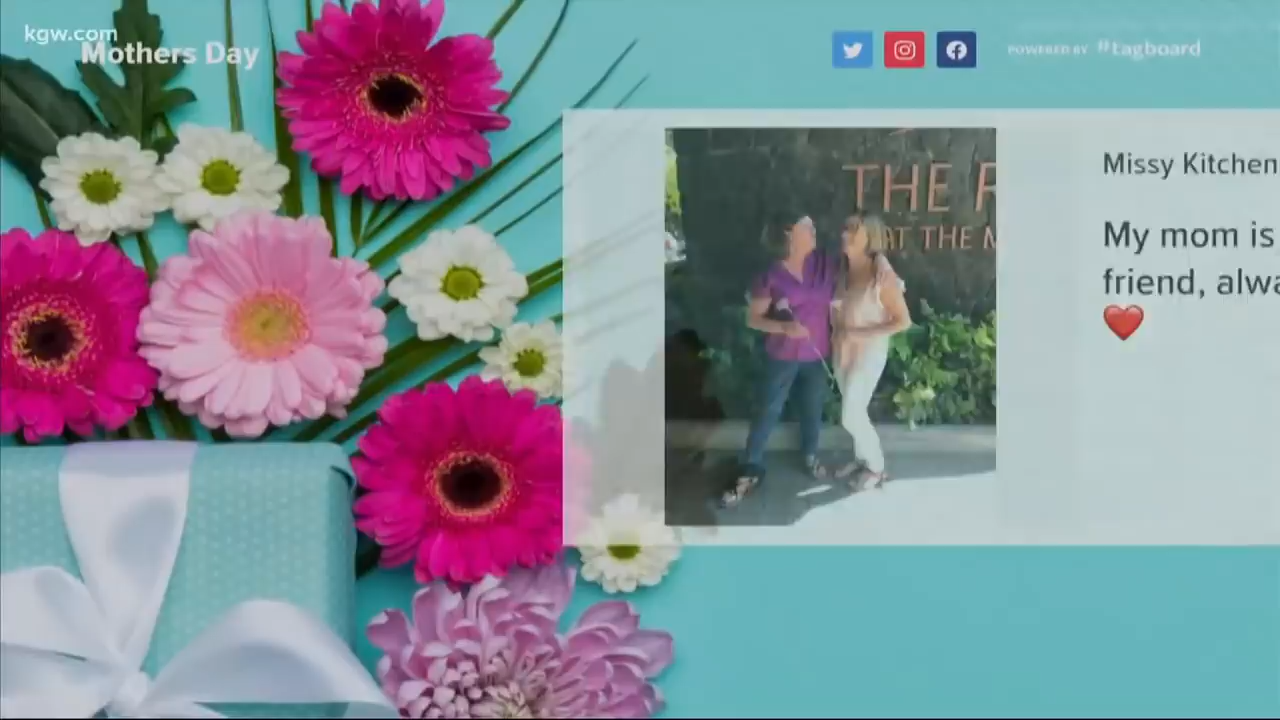 kgw.com
Mothers Day
POWERED BY tagboard
THE
AT THE
Missy Kitchen
My mom is
friend, alwa